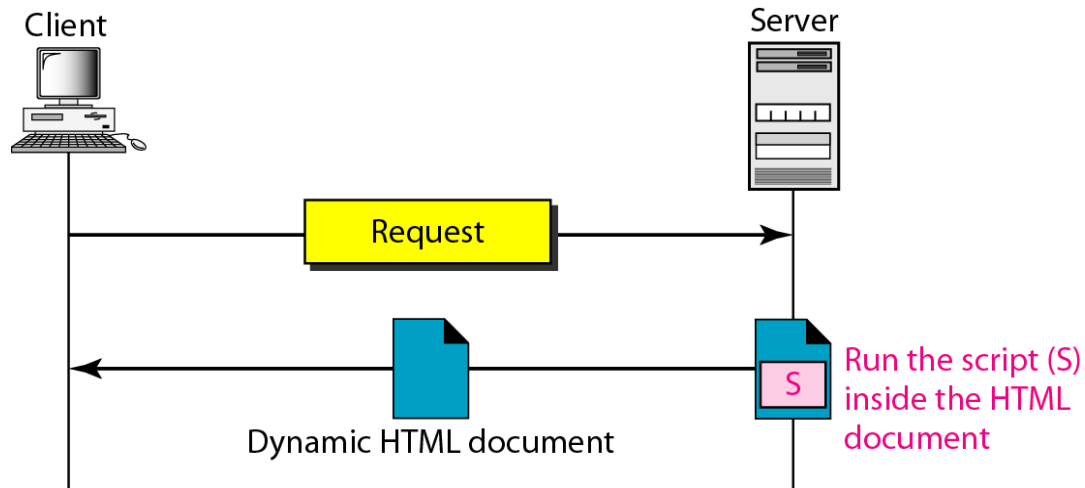 Client
Server
Request
S
Run the script (S)
inside the HTML
document
Dynamic HTML document